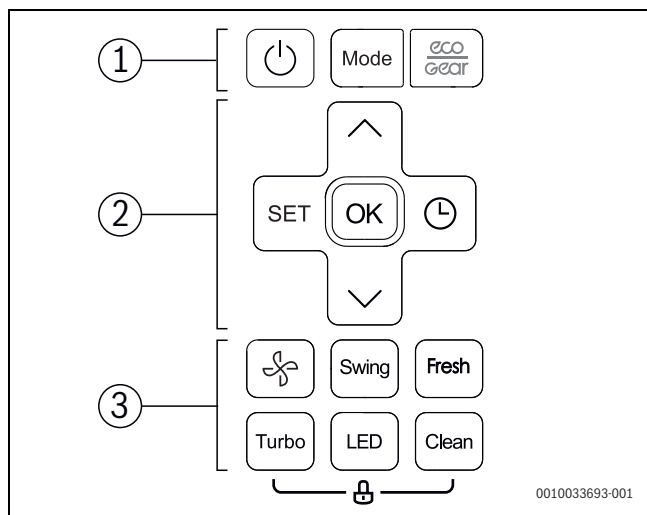 1 Mode eco
Gear
2 SET OK
3 Swing Fresh
Turbo LED Clean
0010033693-001